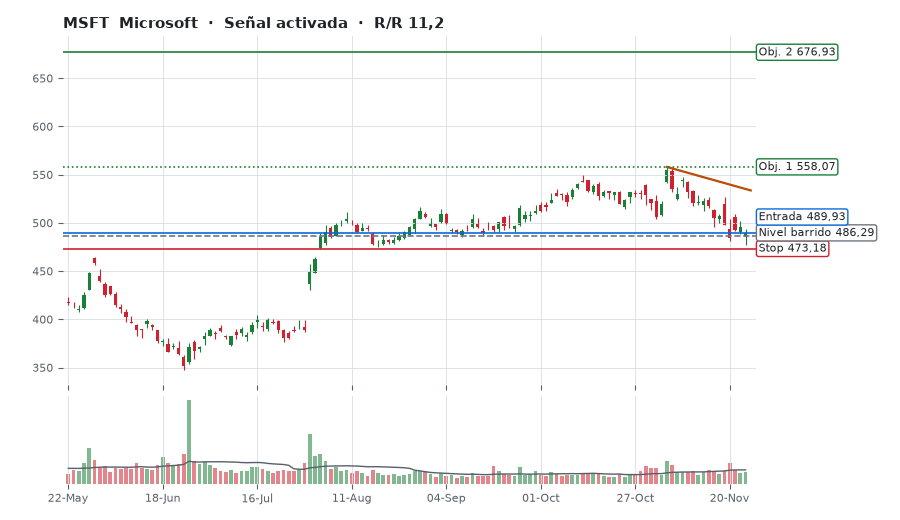 MSFT Microsoft · Señal activada · R/R 11,2
Obj. 2 676,93
650
600
Obj. 1 558,07
550
Entrada 489,93
500
Nivel barrido 486,29
Stop 473,18
450
400
350
22-May 18-Jun 16-jul 11-Aug 04-Sep 01-Oct 27-Oct 20-Nov